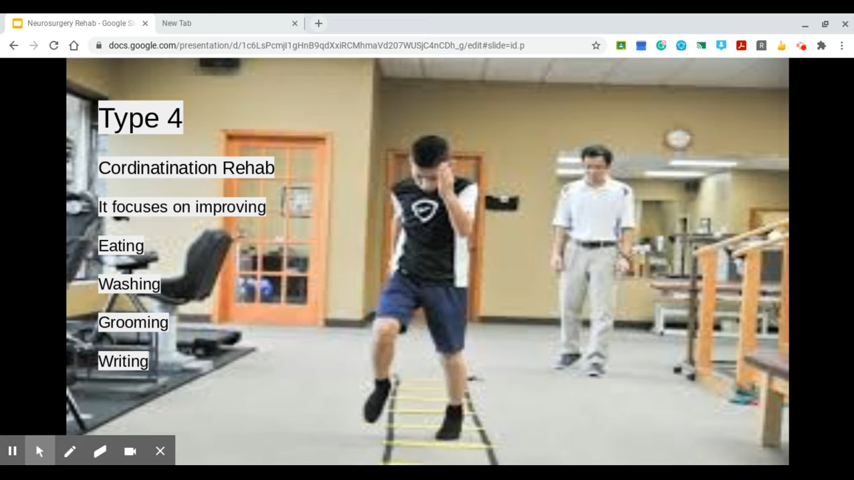 Neurosurgery Rehab - Google Sl
New Tab
docs.google.com/presentation/d/1c6LsPcmjI1gHnB9qdXxiRCMhmaVd207WUSjC4nCDh_g/edit#slide=id.p
Type 4
Cordinatination Rehab
It focuses on improving
Eating
Washing
Grooming
Writing